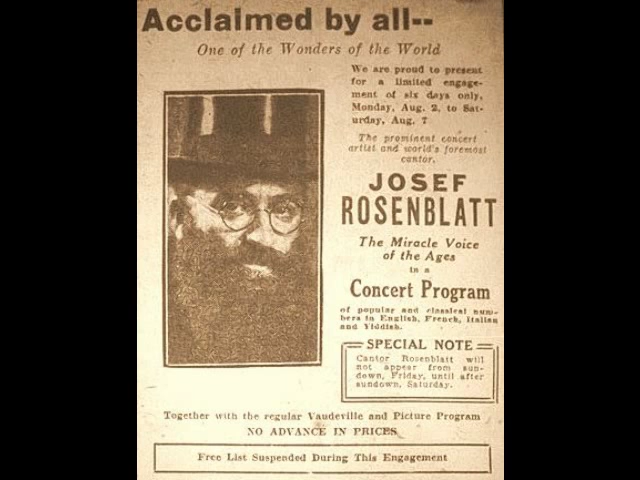 Acclaimed by all--
One of the Wonders of the World
We are proud to present
for a limited engage-
ment of six days only,
Monday, Aug. 2, to Sat-
urday, Aug. 7
The prominent concert
artist and world's foremost
cantor.
JOSEF
ROSENBLATT
The Miracle Voice
of the Ages
in a
Concert Program
of popular and classical num-
bers in English, French, Italian
and Yiddish.
SPECIAL NOTE
Cantor Rosenblatt will
not appear from sun-
down, Friday, until after
sundown, Saturday.
Together with the regular Vaudeville and Picture Program
NO ADVANCE IN PRICES
Free List Suspended During This Engagement